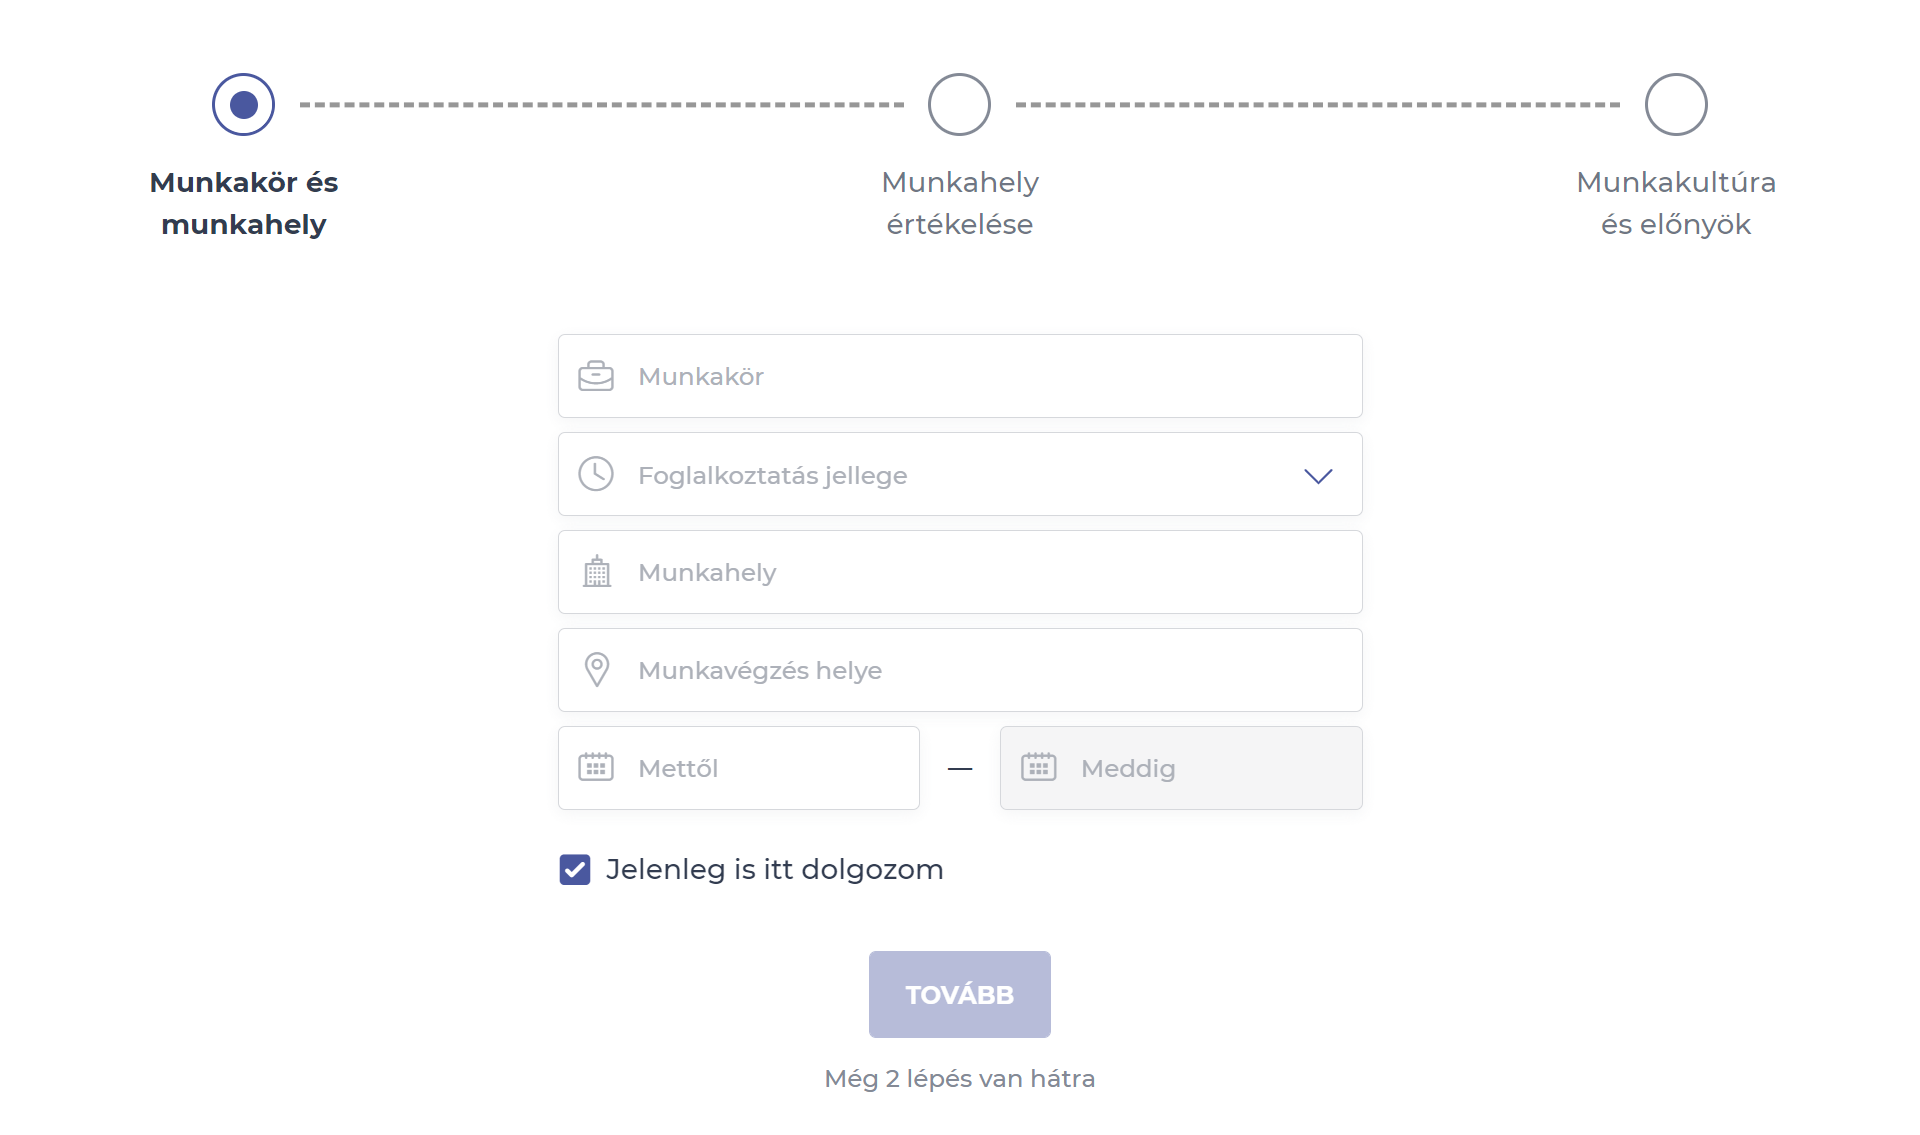 Munkakör és
munkahely
Munkahely
értékelése
Munkakultúra
és előnyök
Munkakör
Foglalkoztatás jellege
Munkahely
Munkavégzés helye
Mettől — Meddig
Jelenleg is itt dolgozom
TOVÁBB
Még 2 lépés van hátra